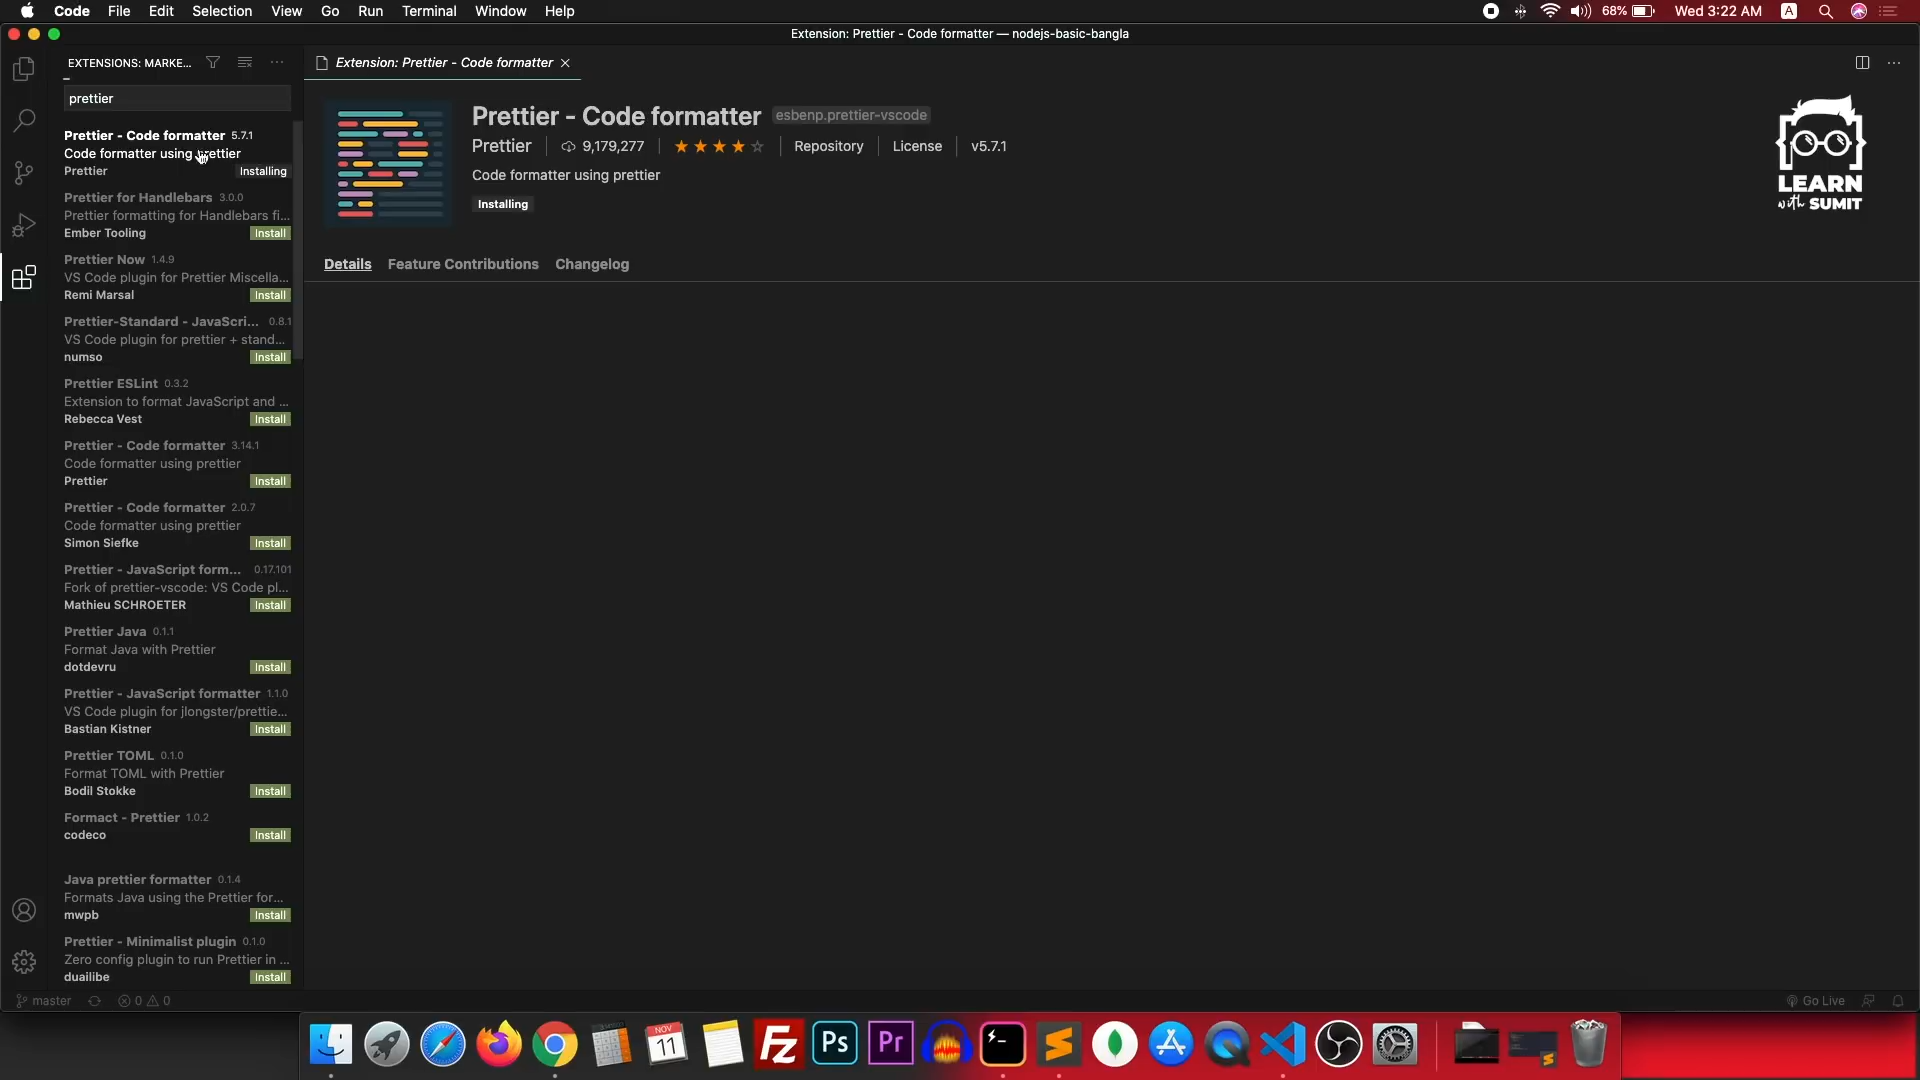 Code File Edit Selection View Go Run Terminal Window Help
68% Wed 3:22 AM A
Extension: Prettier - Code formatter — nodejs-basic-bangla
EXTENSIONS: MARKE...
prettier
Prettier - Code formatter 5.7.1
Code formatter using prettier
Prettier Installing
Prettier for Handlebars 3.0.0
Prettier formatting for Handlebars fi...
Ember Tooling Install
Prettier Now 1.4.9
VS Code plugin for Prettier Miscella...
Remi Marsal Install
Prettier-Standard - JavaScri... 0.8.1
VS Code plugin for prettier + stand...
numso Install
Prettier ESLint 0.3.2
Extension to format JavaScript and ...
Rebecca Vest Install
Prettier - Code formatter 3.14.1
Code formatter using prettier
Prettier Install
Prettier - Code formatter 2.0.7
Code formatter using prettier
Simon Siefke Install
Prettier - JavaScript form... 0.17.101
Fork of prettier-vscode: VS Code pl...
Mathieu SCHROETER Install
Prettier Java 0.1.1
Format Java with Prettier
dotdevru Install
Prettier - JavaScript formatter 1.1.0
VS Code plugin for jlongster/prettie...
Bastian Kistner Install
Prettier TOML 0.1.0
Format TOML with Prettier
Bodil Stokke Install
Formact - Prettier 1.0.2
codeco Install
Java prettier formatter 0.1.4
Formats Java using the Prettier for...
mwpb Install
Prettier - Minimalist plugin 0.1.0
Zero config plugin to run Prettier in ...
duailibe Install
Extension: Prettier - Code formatter
Prettier - Code formatter esbenp.prettier-vscode
Prettier 9,179,277 Repository License v5.7.1
Code formatter using prettier
Installing
Details Feature Contributions Changelog
LEARN
with SUMIT
master 0 0
Go Live
NOV
11
Fz
Ps
Pr